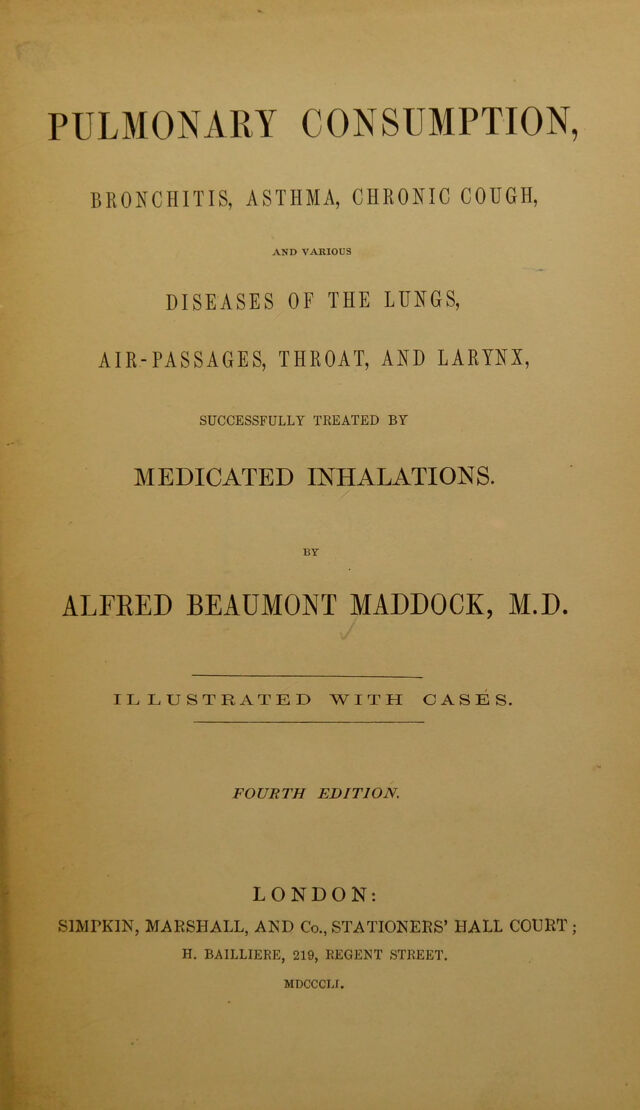 PULMONARY CONSUMPTION,
BRONCHITIS, ASTHMA, CHRONIC COUGH,
AND VARIOUS
DISEASES OF THE LUNGS,
AIR-PASSAGES, THROAT, AND LARYNX,
SUCCESSFULLY TREATED BY
MEDICATED INHALATIONS.
BY
ALFRED BEAUMONT MADDOCK, M.D.
ILLUSTRATED WITH CASES.
FOURTH EDITION.
LONDON:
SIMPKIN, MARSHALL, AND Co., STATIONERS' HALL COURT;
H. BAILLIERE, 219, REGENT STREET.
MDCCCLI.